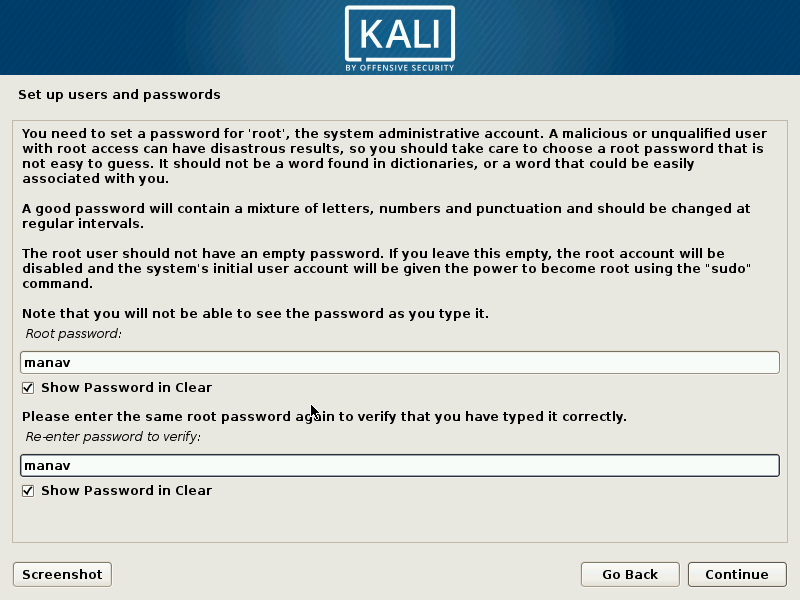 KALI
BY OFFENSIVE SECURITY
Set up users and passwords
You need to set a password for 'root', the system administrative account. A malicious or unqualified user
with root access can have disastrous results, so you should take care to choose a root password that is
not easy to guess. It should not be a word found in dictionaries, or a word that could be easily
associated with you.
A good password will contain a mixture of letters, numbers and punctuation and should be changed at
regular intervals.
The root user should not have an empty password. If you leave this empty, the root account will be
disabled and the system's initial user account will be given the power to become root using the "sudo"
command.
Note that you will not be able to see the password as you type it.
Root password:
manav
Show Password in Clear
Please enter the same root password again to verify that you have typed it correctly.
Re-enter password to verify:
manav
Show Password in Clear
Screenshot
Go Back
Continue